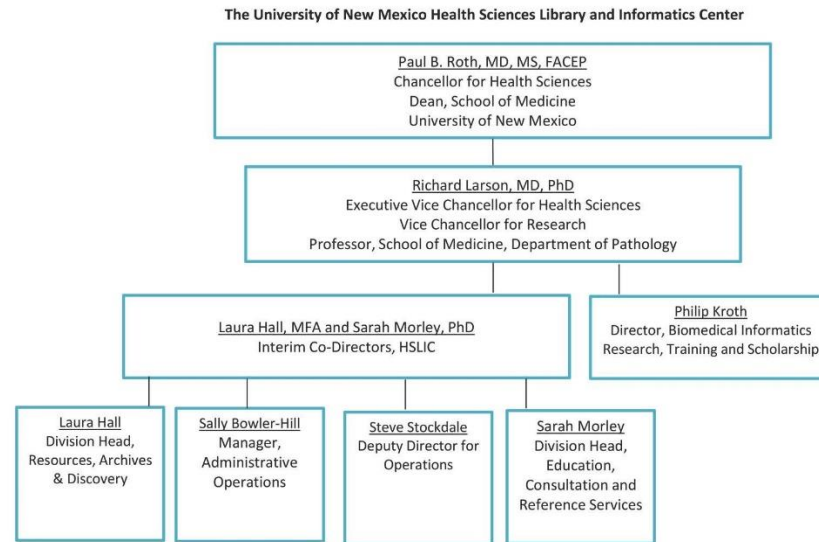 The University of New Mexico Health Sciences Library and Informatics Center
Paul B. Roth, MD, MS, FACEP
Chancellor for Health Sciences
Dean, School of Medicine
University of New Mexico
Richard Larson, MD, PhD
Executive Vice Chancellor for Health Sciences
Vice Chancellor for Research
Professor, School of Medicine, Department of Pathology
Laura Hall, MFA and Sarah Morley, PhD
Interim Co-Directors, HSLIC
Philip Kroth
Director, Biomedical Informatics
Research, Training and Scholarship
Laura Hall
Division Head,
Resources, Archives
& Discovery
Sally Bowler-Hill
Manager,
Administrative
Operations
Steve Stockdale
Deputy Director for
Operations
Sarah Morley
Division Head,
Education,
Consultation and
Reference Services